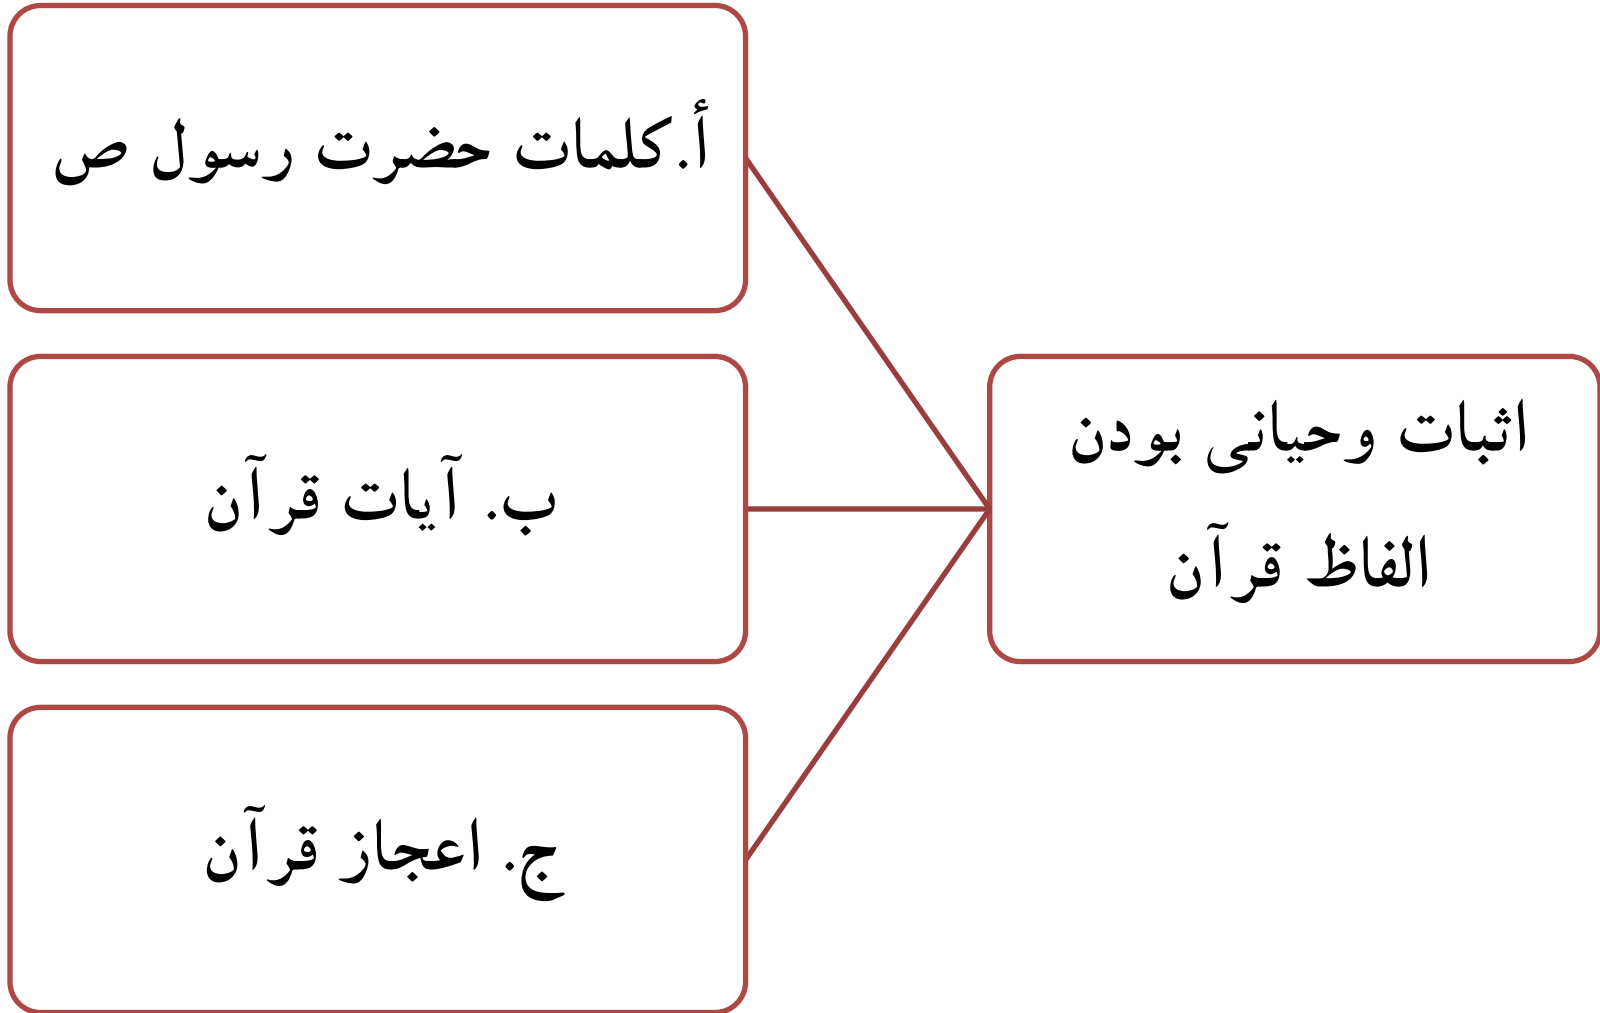 اثبات وحیانی بودن
الفاظ قرآن
أ.کلمات حضرت رسول ص
ب. آیات قرآن
ج. اعجاز قرآن